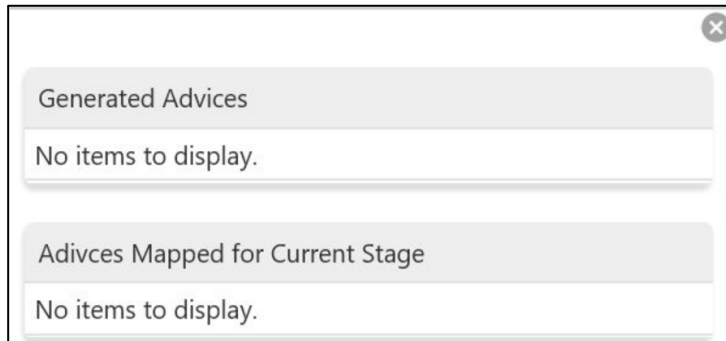 Generated Advices
No items to display.
Adivces Mapped for Current Stage
No items to display.